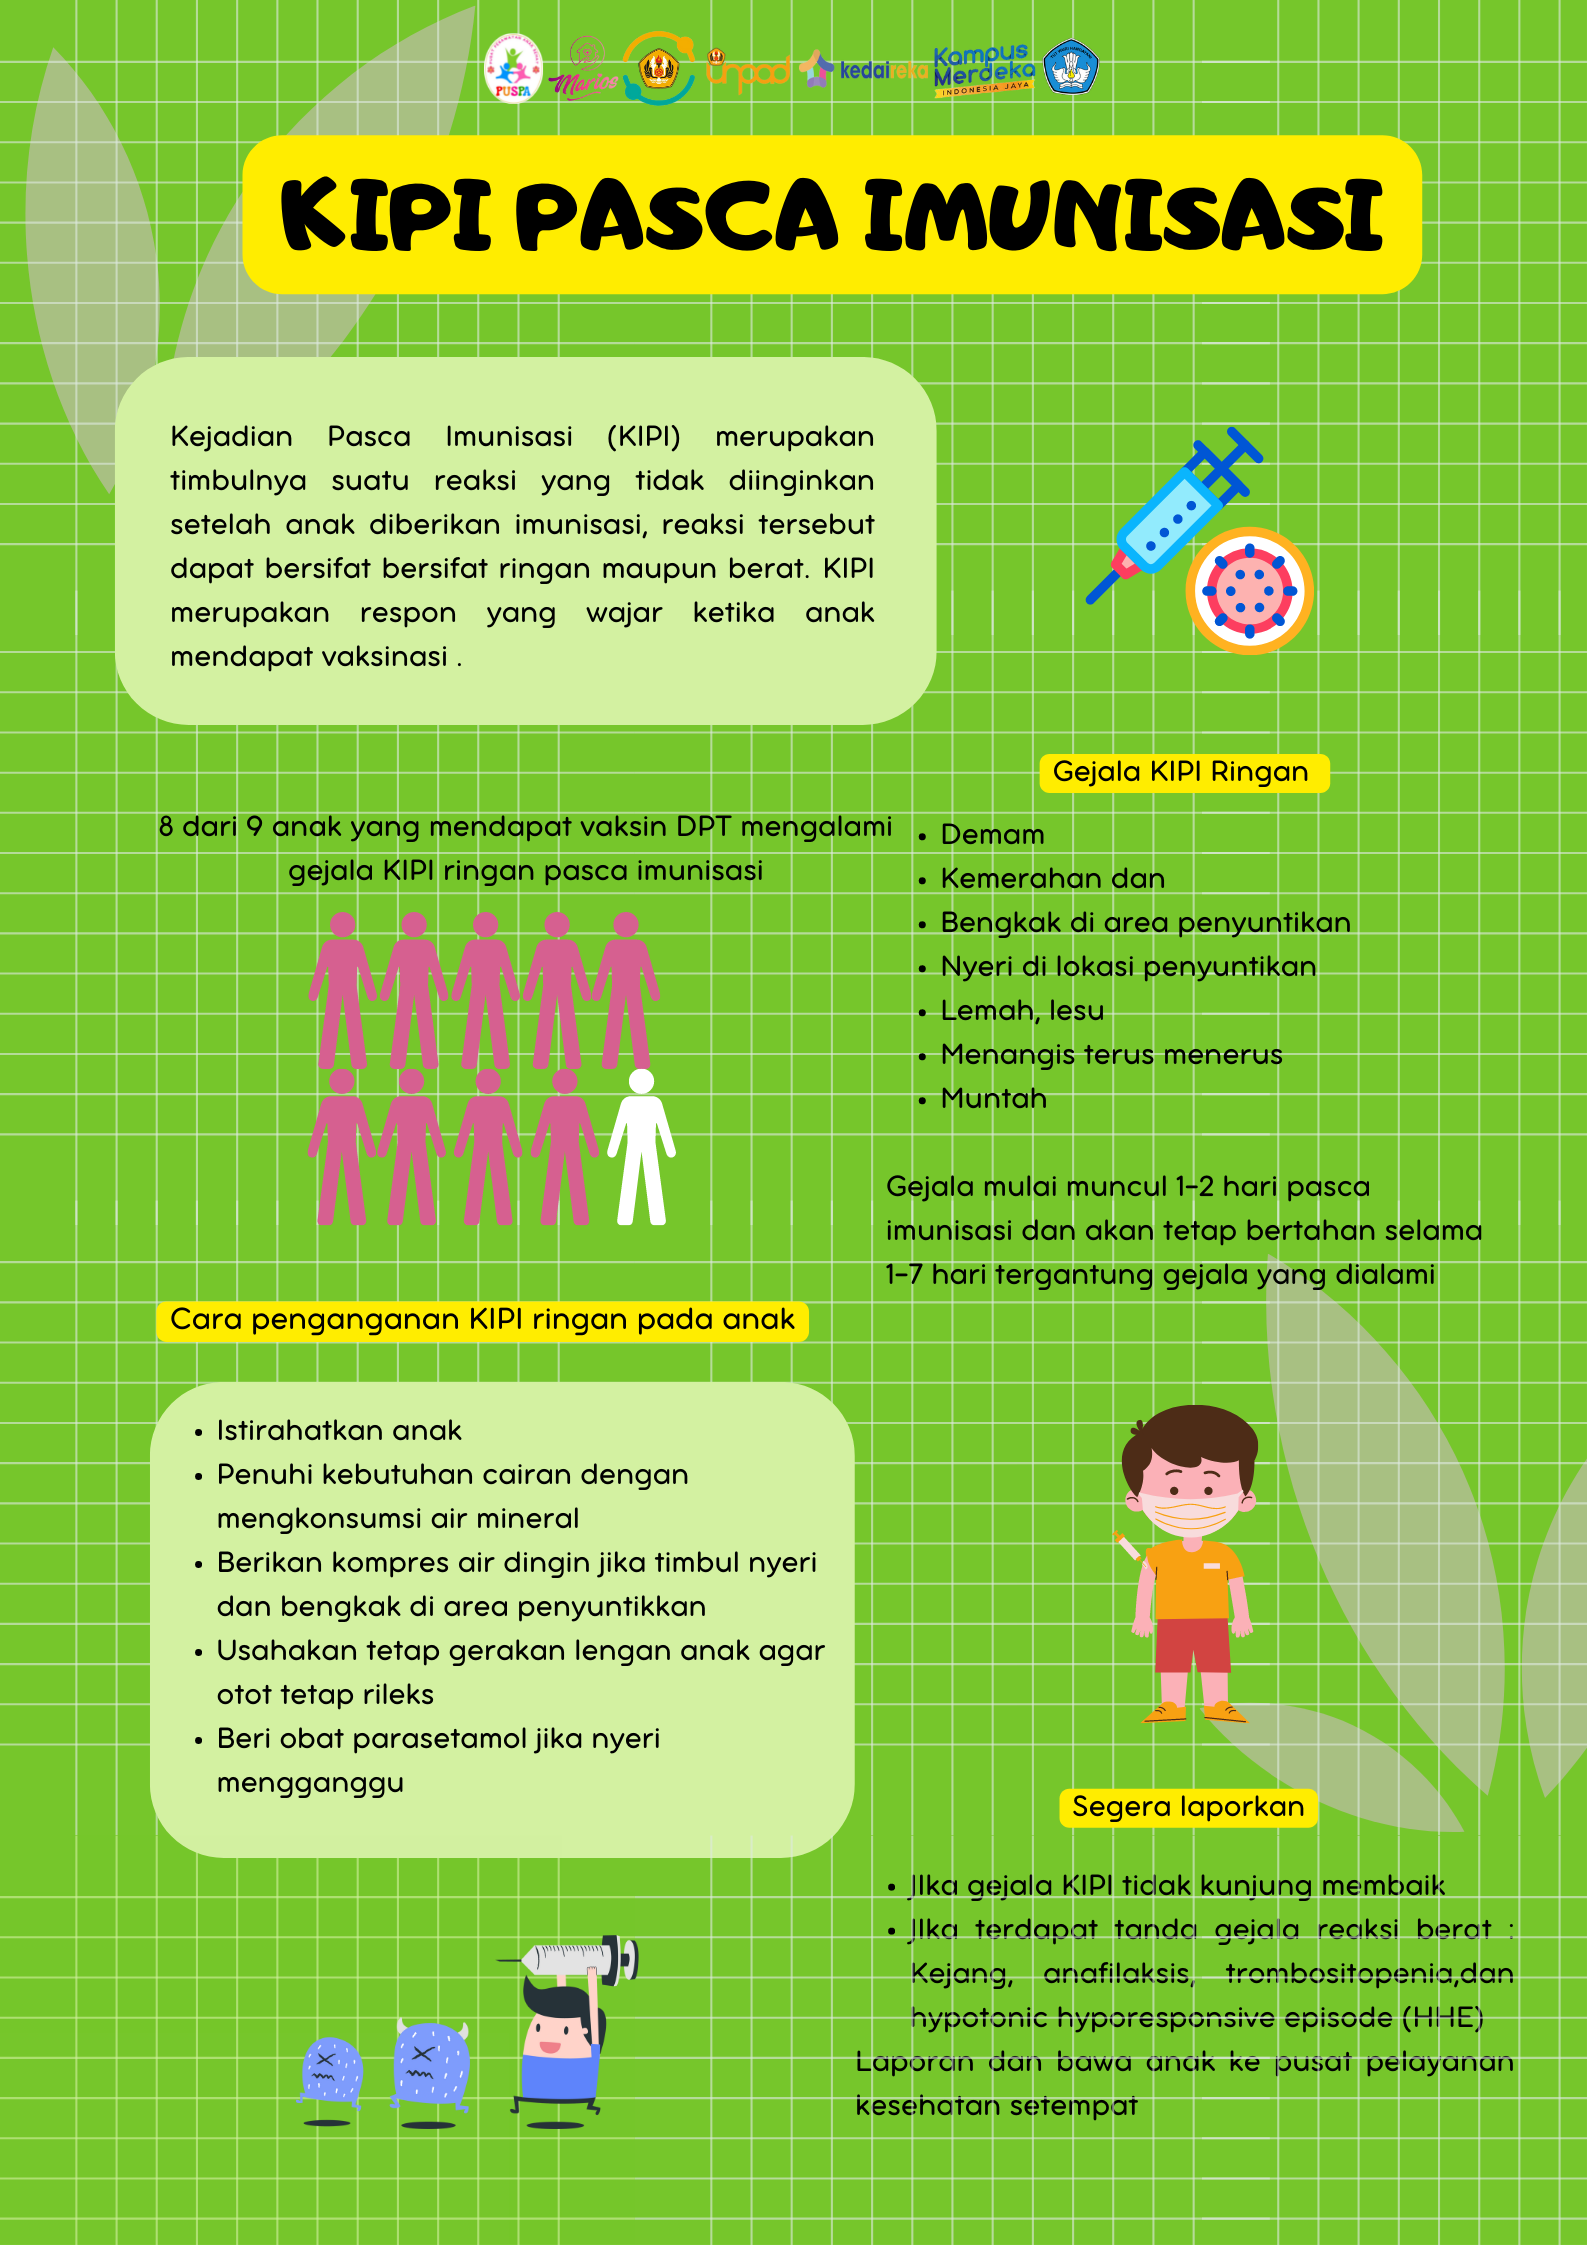 PUSPA
unpad
kedaireka
Kampus
Merdeka
INDONESIA JAYA
KIPI PASCA IMUNISASI
Kejadian Pasca Imunisasi (KIPI) merupakan
timbulnya suatu reaksi yang tidak diinginkan
setelah anak diberikan imunisasi, reaksi tersebut
dapat bersifat bersifat ringan maupun berat. KIPI
merupakan respon yang wajar ketika anak
mendapat vaksinasi .
8 dari 9 anak yang mendapat vaksin DPT mengalami
gejala KIPI ringan pasca imunisasi
Gejala KIPI Ringan
• Demam
• Kemerahan dan
• Bengkak di area penyuntikan
• Nyeri di lokasi penyuntikan
• Lemah, lesu
• Menangis terus menerus
• Muntah
Gejala mulai muncul 1-2 hari pasca
imunisasi dan akan tetap bertahan selama
1-7 hari tergantung gejala yang dialami
Cara penganganan KIPI ringan pada anak
• Istirahatkan anak
• Penuhi kebutuhan cairan dengan
mengkonsumsi air mineral
• Berikan kompres air dingin jika timbul nyeri
dan bengkak di area penyuntikkan
• Usahakan tetap gerakan lengan anak agar
otot tetap rileks
• Beri obat parasetamol jika nyeri
mengganggu
Segera laporkan
• JIka gejala KIPI tidak kunjung membaik
• JIka terdapat tanda gejala reaksi berat :
Kejang, anafilaksis, trombositopenia,dan
hypotonic hyporesponsive episode (HHE)
Laporan dan bawa anak ke pusat pelayanan
kesehatan setempat